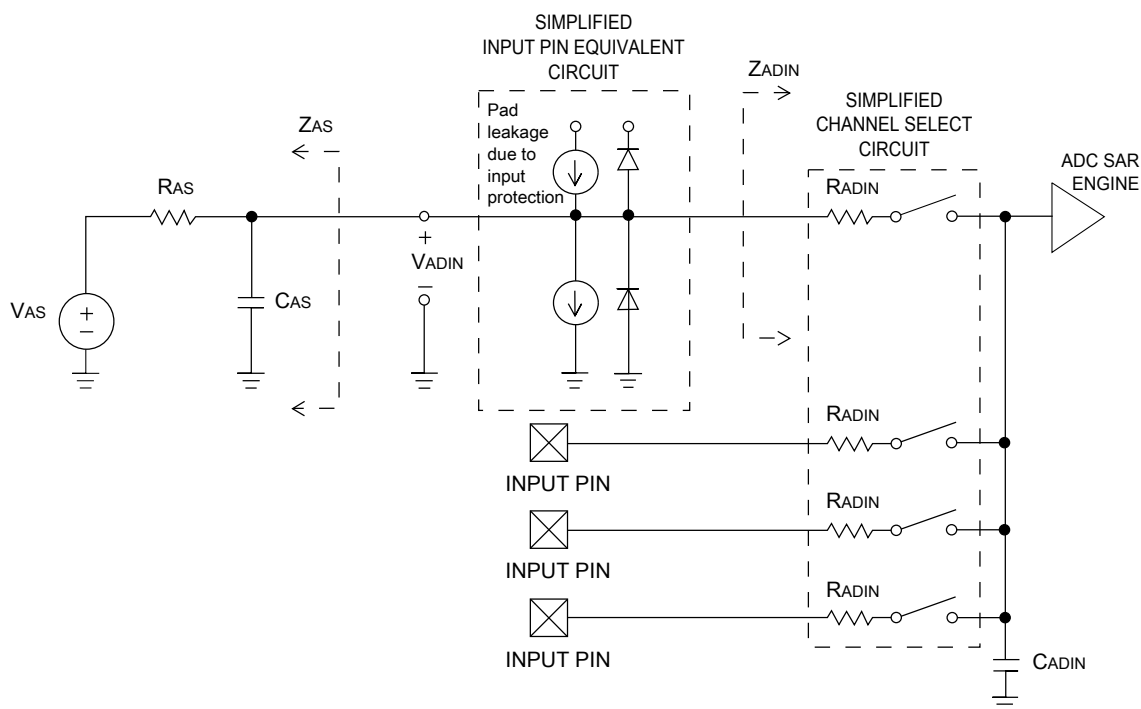 SIMPLIFIED
INPUT PIN EQUIVALENT
CIRCUIT
ZADIN
SIMPLIFIED
CHANNEL SELECT
CIRCUIT
Pad
leakage
due to
input
protection
ZAS
RAS
RADIN
ADC SAR
ENGINE
+
VADIN
–
CAS
VAS
+
–
RADIN
INPUT PIN
RADIN
INPUT PIN
RADIN
INPUT PIN
CADIN